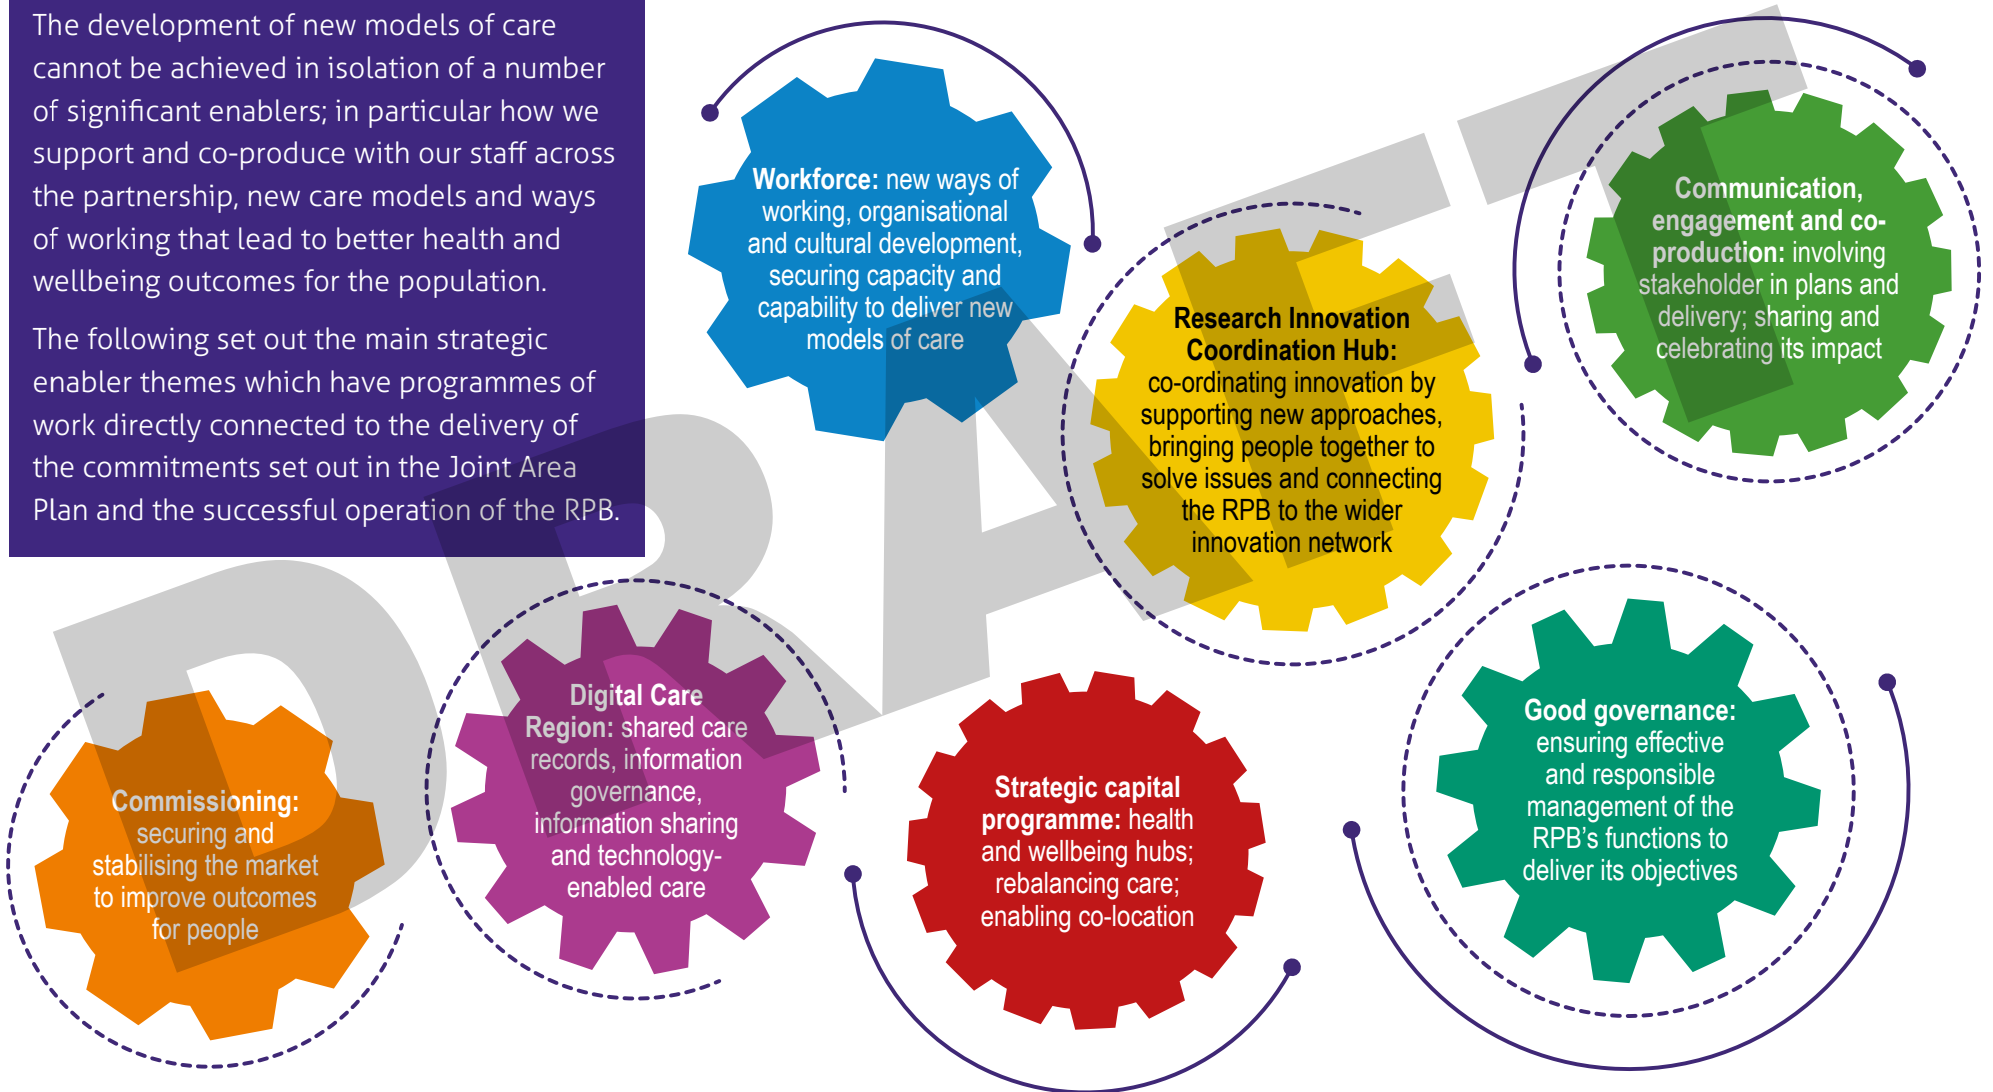 The development of new models of care
cannot be achieved in isolation of a number
of significant enablers; in particular how we
support and co-produce with our staff across
the partnership, new care models and ways
of working that lead to better health and
wellbeing outcomes for the population.
The following set out the main strategic
enabler themes which have programmes of
work directly connected to the delivery of
the commitments set out in the Joint Area
Plan and the successful operation of the RPB.
Workforce: new ways of
working, organisational
and cultural development,
securing capacity and
capability to deliver new
models of care
Research Innovation
Coordination Hub:
co-ordinating innovation by
supporting new approaches,
bringing people together to
solve issues and connecting
the RPB to the wider
innovation network
Communication,
engagement and co-
production: involving
stakeholder in plans and
delivery; sharing and
celebrating its impact
Commissioning:
securing and
stabilising the market
to improve outcomes
for people
Digital Care
Region: shared care
records, information
governance,
information sharing
and technology-
enabled care
Strategic capital
programme: health
and wellbeing hubs;
rebalancing care;
enabling co-location
Good governance:
ensuring effective
and responsible
management of the
RPB's functions to
deliver its objectives
DRAFT